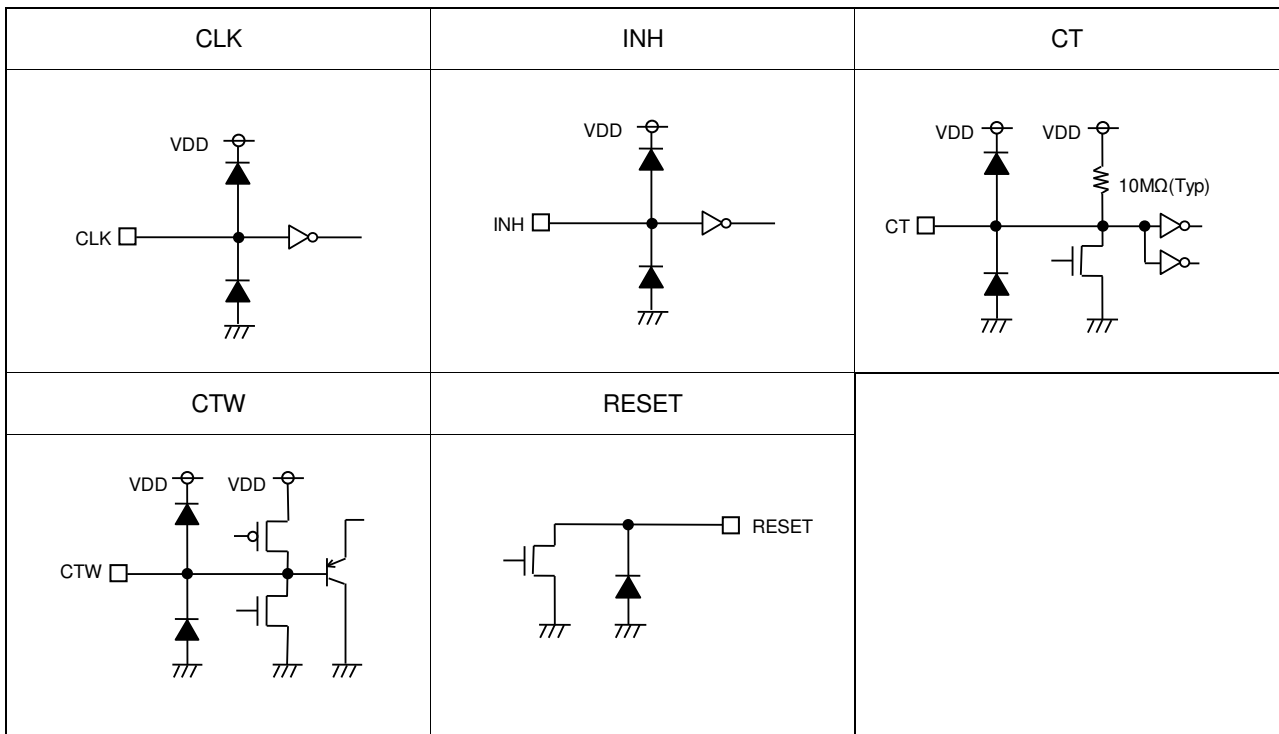 CLK
INH
CT
VDD
CLK
VDD
INH
VDD
VDD
10MΩ(Typ)
CT
CTW
RESET
VDD
VDD
CTW
RESET